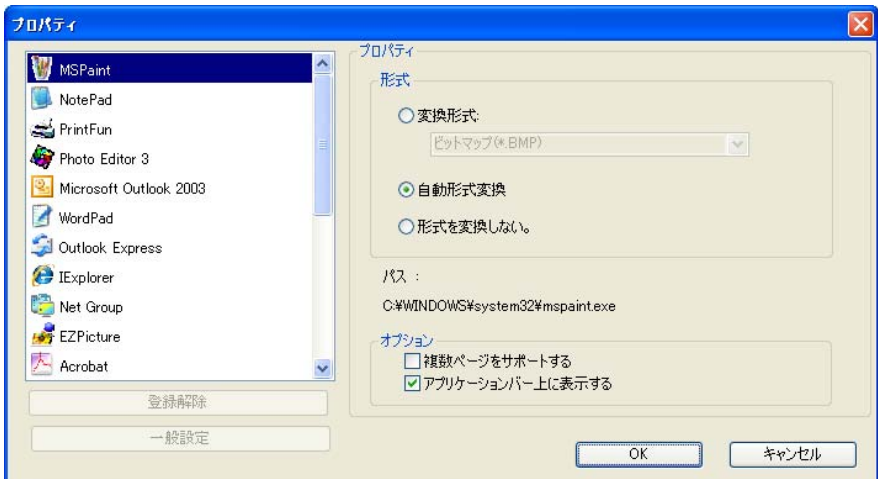 プロパティ
MSPaint
NotePad
PrintFun
Photo Editor 3
Microsoft Outlook 2003
WordPad
Outlook Express
IExplorer
Net Group
EZPicture
Acrobat
登録解除
一般設定
プロパティ
形式
変換形式:
ビットマップ(*.BMP)
自動形式変換
形式を変換しない。
パス :
C:¥WINDOWS¥system32¥mspaint.exe
オプション
複数ページをサポートする
アプリケーションバー上に表示する
OK
キャンセル